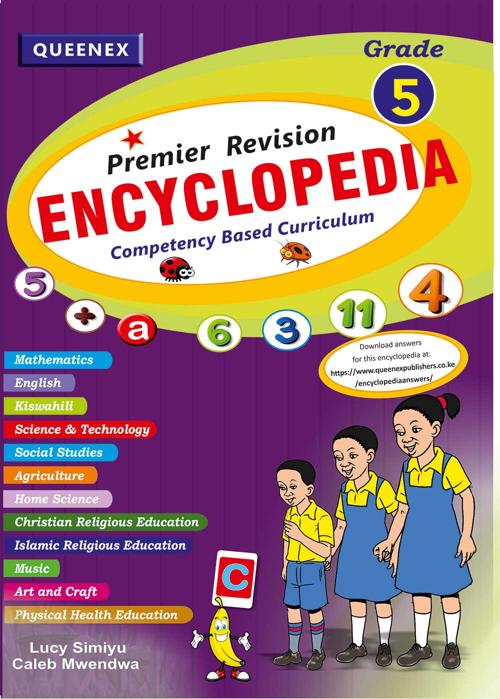 QUEENEX
Grade
5
Premier Revision
ENCYCLOPEDIA
Competency Based Curriculum
5
+
a
6
3
11
4
Download answers
for this encyclopedia at:
https://www.queenexpublishers.co.ke
/encyclopediaanswers/
Mathematics
English
Kiswahili
Science & Technology
Social Studies
Agriculture
Home Science
Christian Religious Education
Islamic Religious Education
Music
Art and Craft
Physical Health Education
C
Lucy Simiyu
Caleb Mwendwa